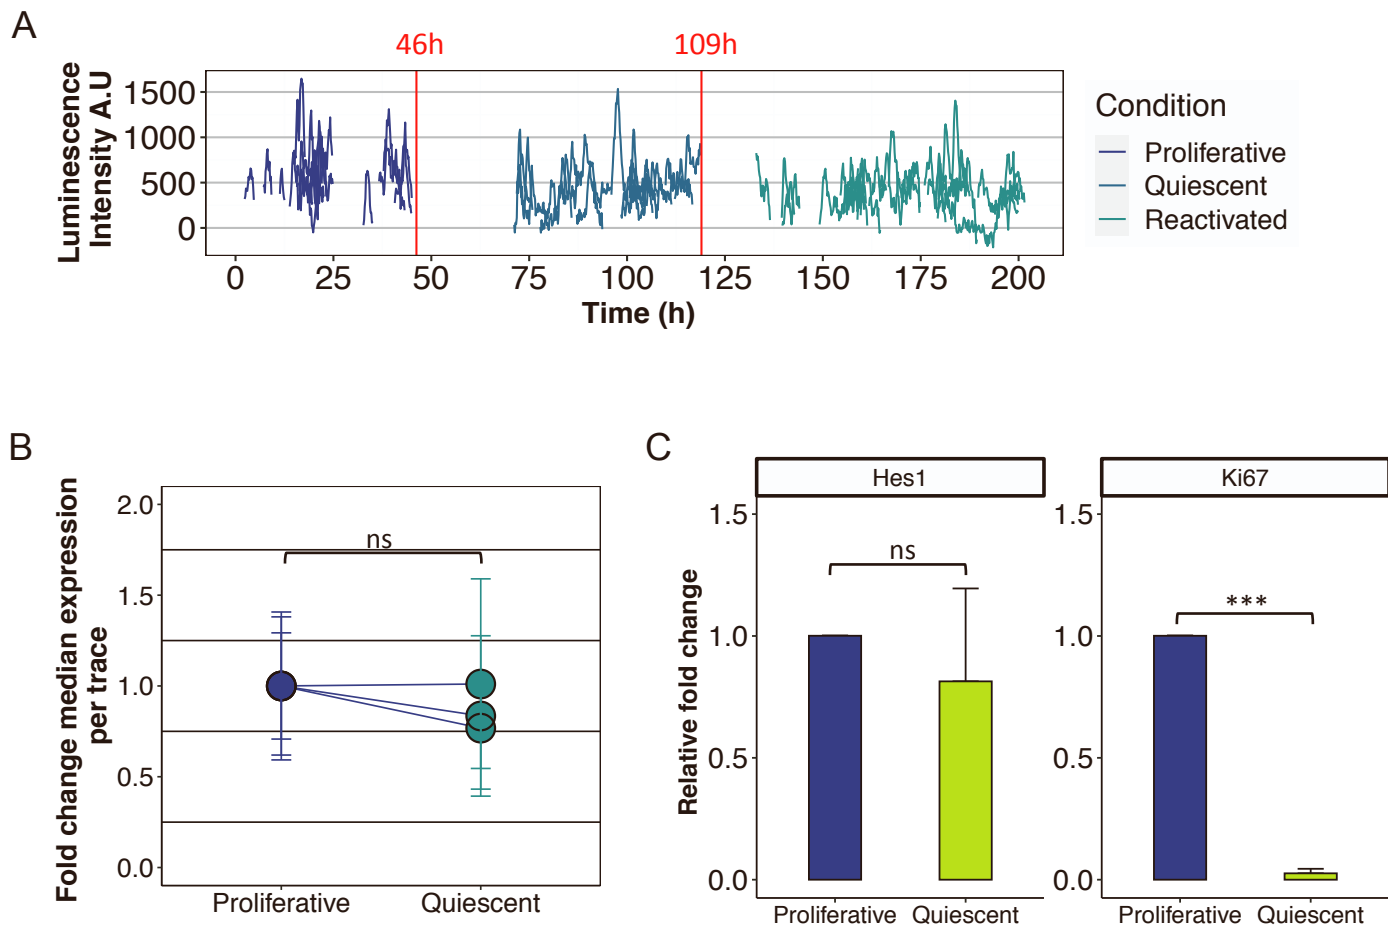 A
46h
109h
Luminescence
Intensity A.U
1500
1000
500
0
0 25 50 75 100 125 150 175 200
Time (h)
Condition
Proliferative
Quiescent
Reactivated
B
Fold change median expression
per trace
2.0
1.5
1.0
0.5
0.0
ns
Proliferative Quiescent
C
Relative fold change
Hes1
1.5
1.0
0.5
0.0
ns
Proliferative Quiescent
Ki67
1.5
1.0
0.5
0.0
***
Proliferative Quiescent